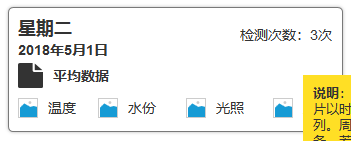 星期二
检测次数：3次
2018年5月1日
平均数据
温度 水份 光照
说明：
片以时
列。周